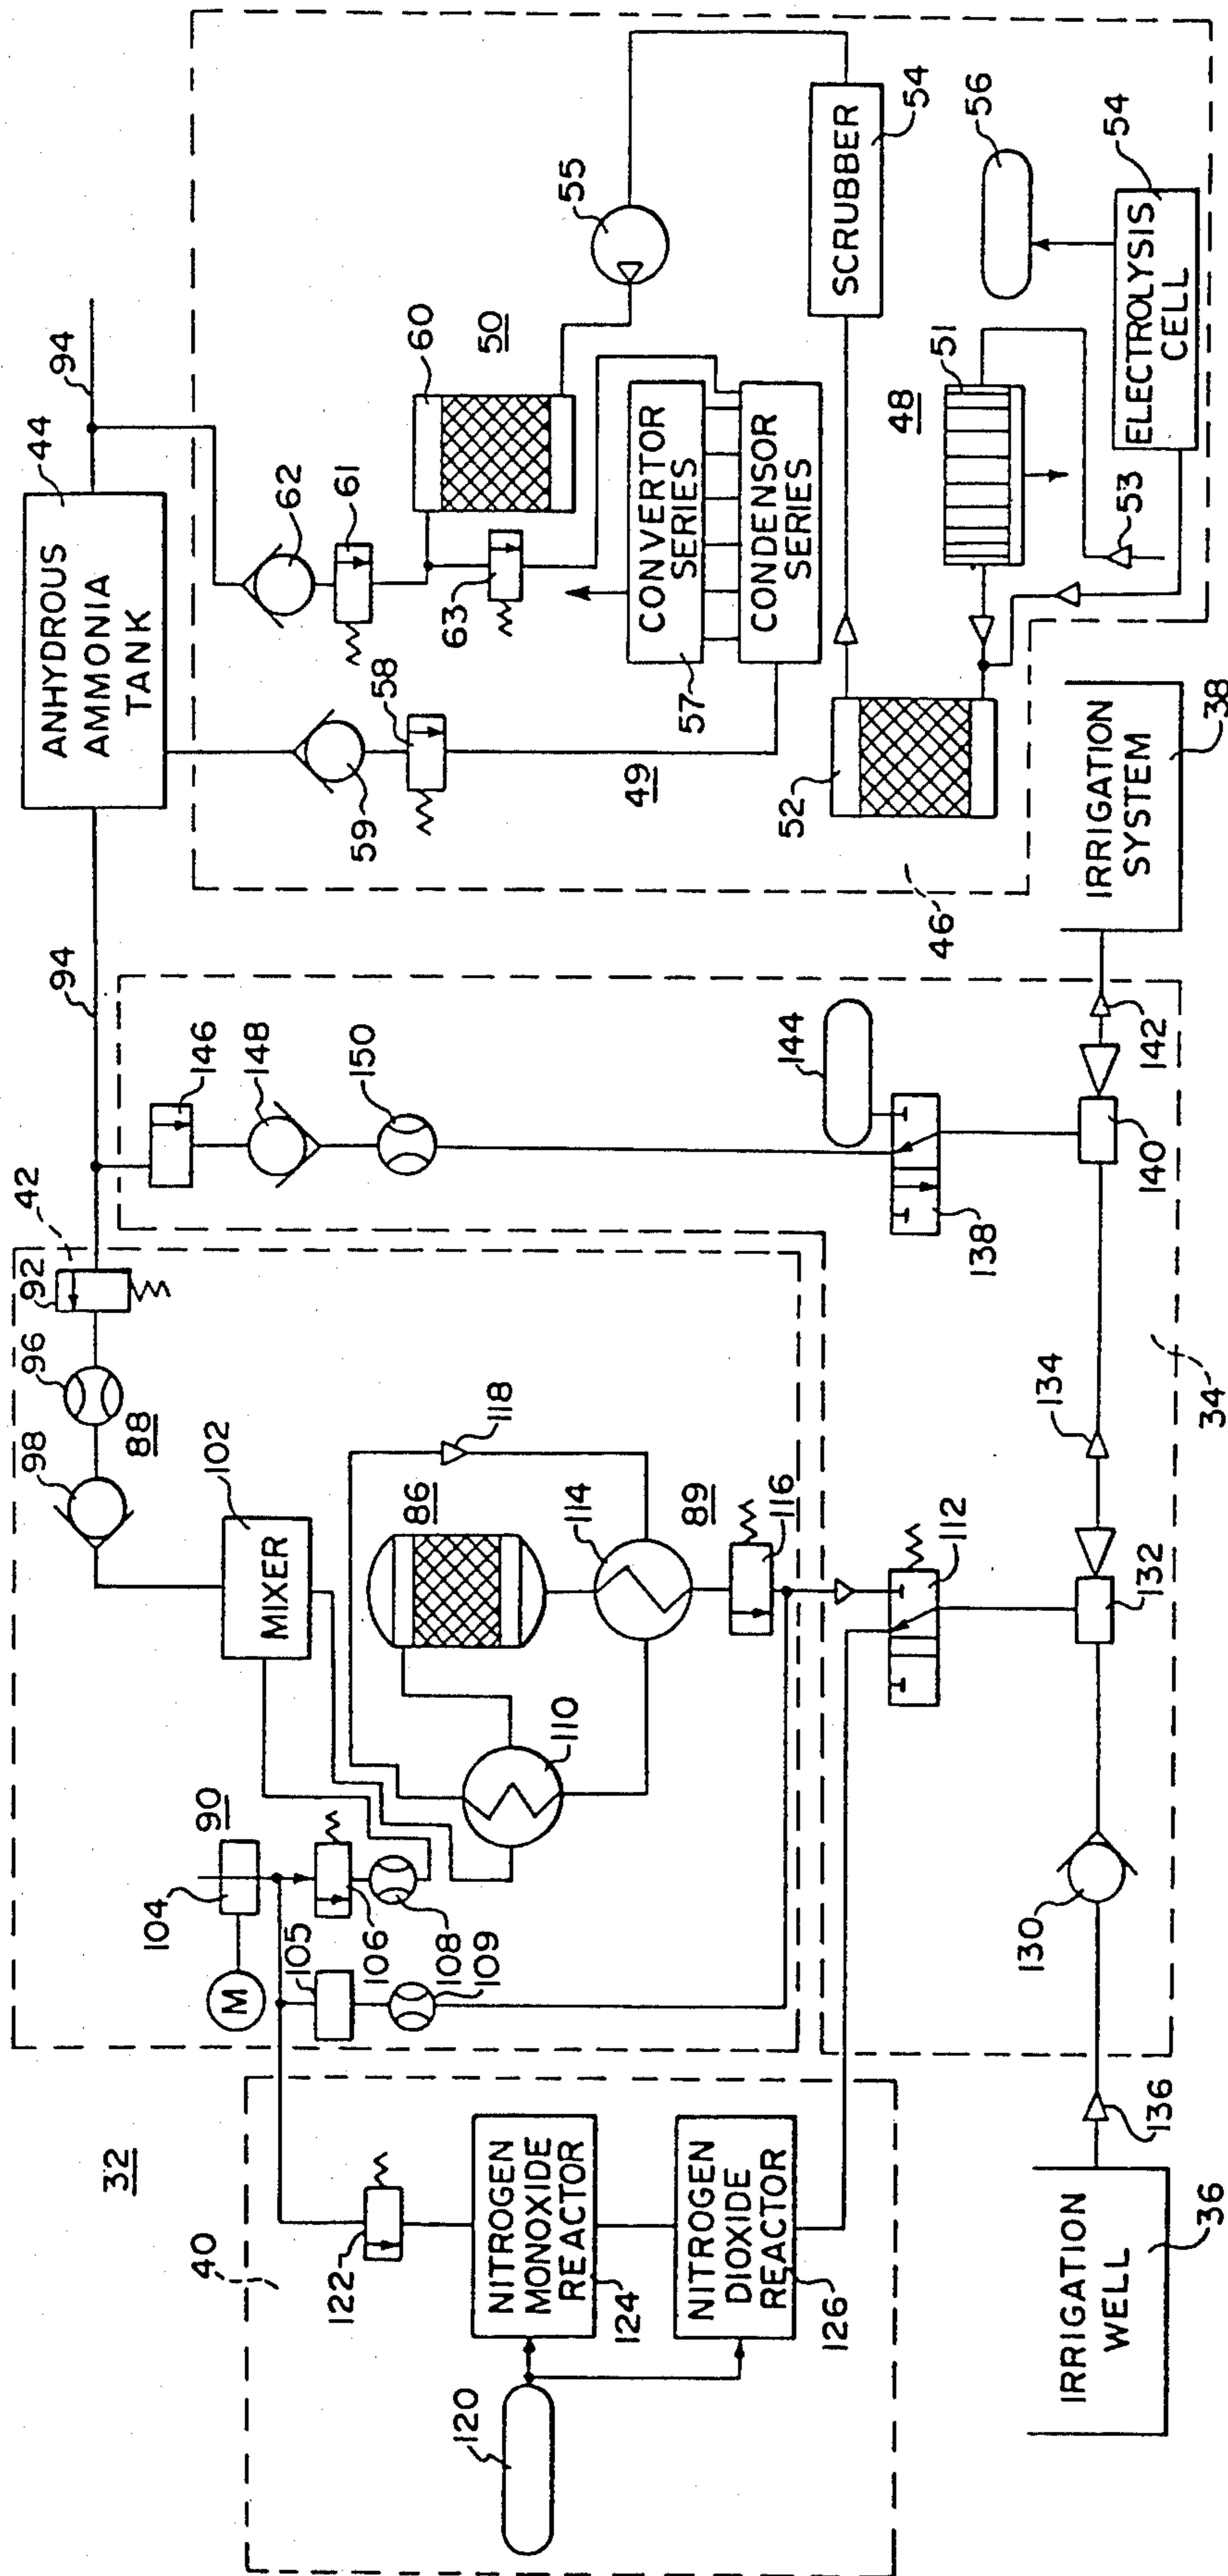 32
40
122
NITROGEN
MONOXIDE
REACTOR
124
NITROGEN
DIOXIDE
REACTOR
126
120
IRRIGATION
WELL
36
136
104
90
M
105
106
108
109
110
MIXER
102
98
88
96
92
42
118
86
114
89
116
112
130
132
134
34
138
140
142
144
146
148
150
94
IRRIGATION
SYSTEM
38
46
ANHYDROUS
AMMONIA
TANK
44
94
62
61
63
60
50
59
58
49
CONVERTOR
SERIES
57
CONDENSOR
SERIES
55
SCRUBBER
54
52
48
51
53
56
ELECTROLYSIS
CELL
54